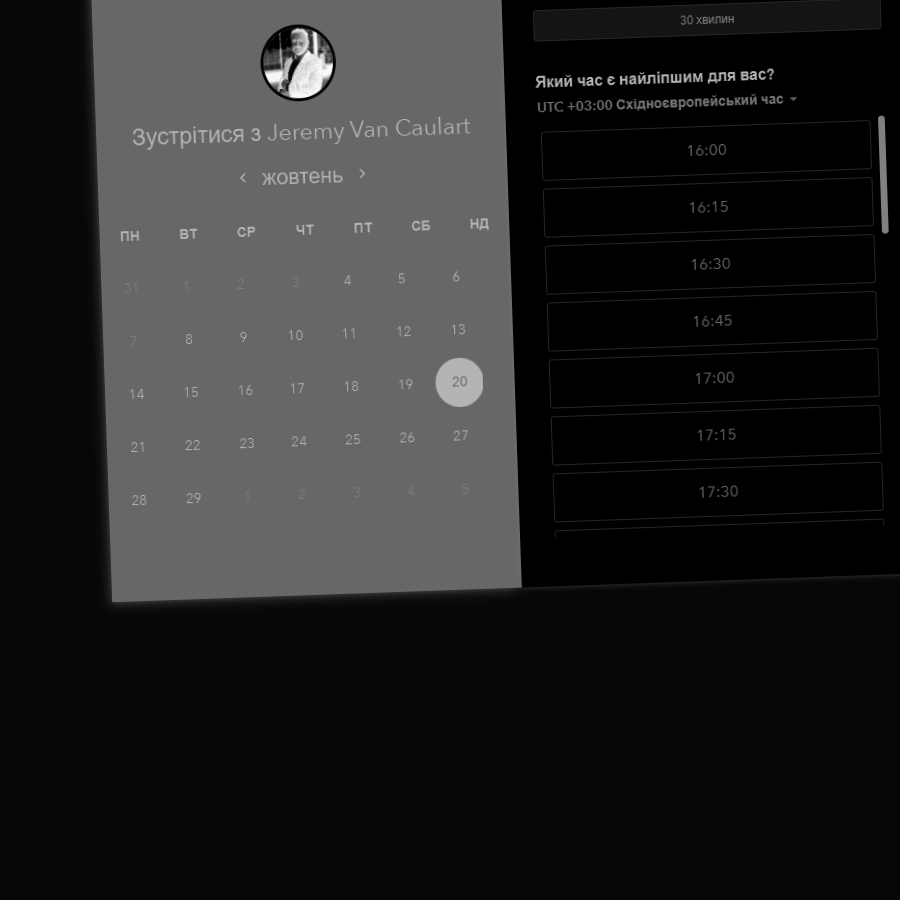 Зустрітися з Jeremy Van Caulart
жовтень
ПН ВТ СР ЧТ ПТ СБ НД
31 1 2 3 4 5 6
7 8 9 10 11 12 13
14 15 16 17 18 19 20
21 22 23 24 25 26 27
28 29 1 2 3 4 5
30 хвилин
Який час є найліпшим для вас?
UTC +03:00 Східноєвропейський час
16:00
16:15
16:30
16:45
17:00
17:15
17:30